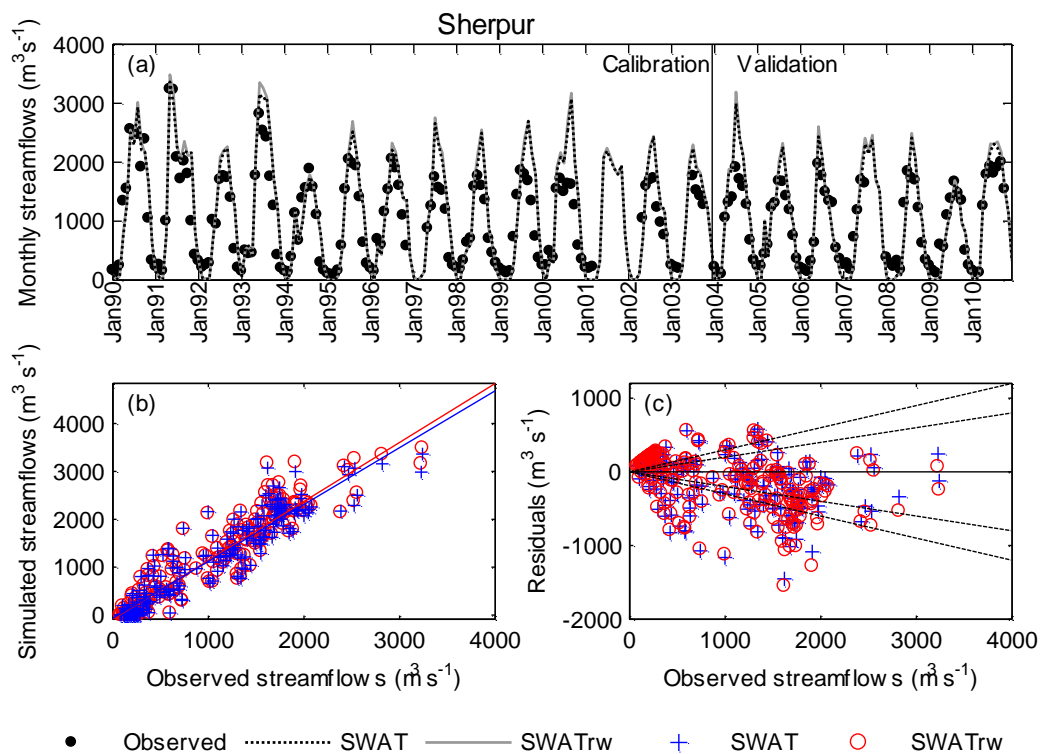 Sherpur
Monthly streamflows (m³ s⁻¹)
4000
3000
2000
1000
0
(a)
Calibration
Validation
Jan90
Jan91
Jan92
Jan93
Jan94
Jan95
Jan96
Jan97
Jan98
Jan99
Jan00
Jan01
Jan02
Jan03
Jan04
Jan05
Jan06
Jan07
Jan08
Jan09
Jan10
Simulated streamflows (m³ s⁻¹)
4000
3000
2000
1000
0
(b)
0
1000
2000
3000
4000
Observed streamflows (m³ s⁻¹)
Residuals (m³ s⁻¹)
1000
0
-1000
-2000
(c)
0
1000
2000
3000
4000
Observed streamflows (m³ s⁻¹)
Observed
SWAT
SWATrw
SWAT
SWATrw